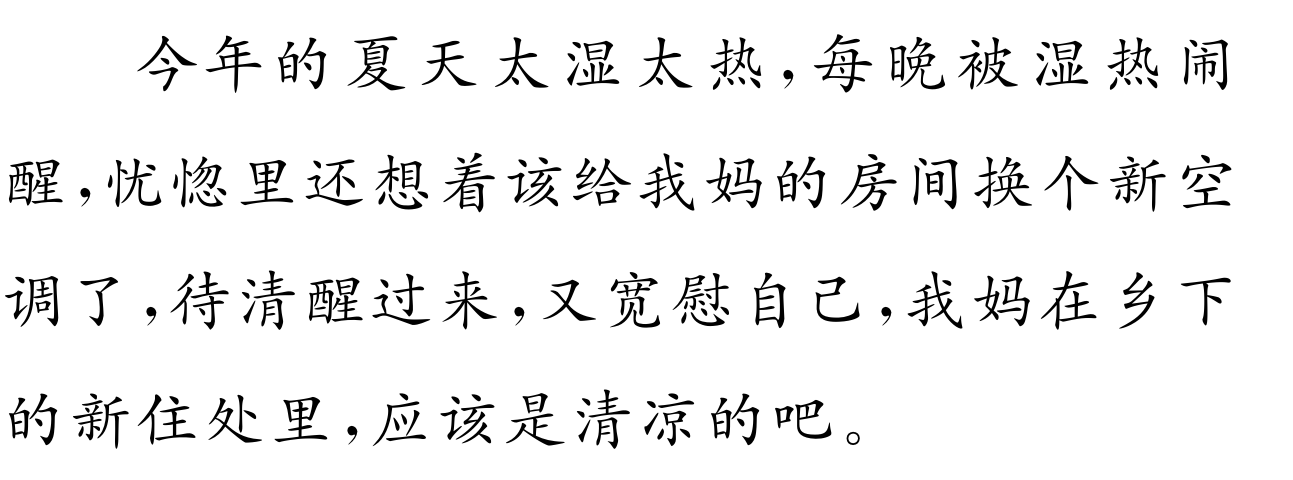 今年的夏天太湿太热,每晚被湿热闹
醒,忧惚里还想着该给我妈的房间换个新空
调了,待清醒过来,又宽慰自己,我妈在乡下
的新住处里,应该是清凉的吧。